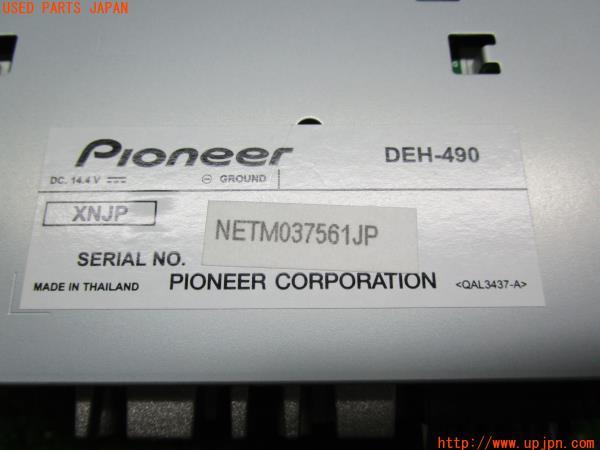 USED PARTS JAPAN
Pioneer
DEH-490
DC. 14.4 V ⎓
⊖ GROUND
XNJP
SERIAL NO.
NETM037561JP
MADE IN THAILAND
PIONEER CORPORATION
<QAL3437-A>
http://www.upjpn.com/